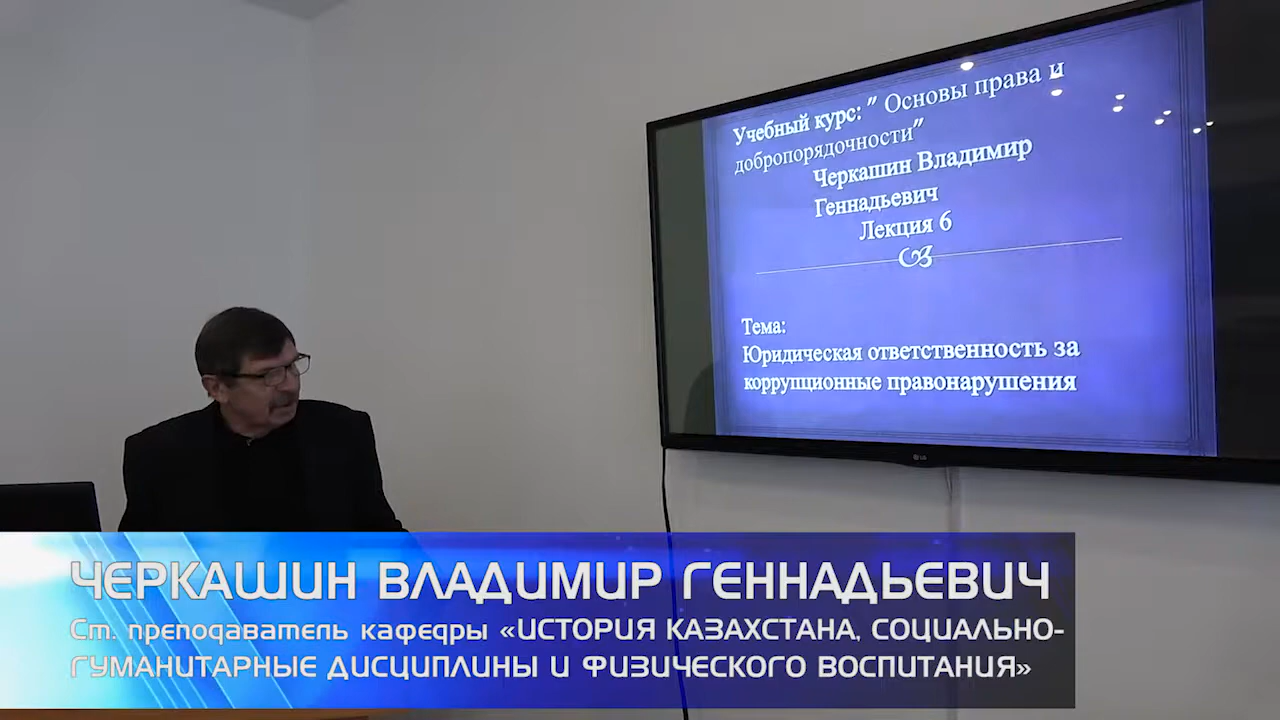 Учебный курс: " Основы права и
добропорядочности"
Черкашин Владимир
Геннадьевич
Лекция 6
Тема:
Юридическая ответственность за
коррупционные правонарушения
LG
ЧЕРКАШИН ВЛАДИМИР ГЕННАДЬЕВИЧ
Ст. преподаватель кафедры «ИСТОРИЯ КАЗАХСТАНА, СОЦИАЛЬНО-
ГУМАНИТАРНЫЕ ДИСЦИПЛИНЫ И ФИЗИЧЕСКОГО ВОСПИТАНИЯ»